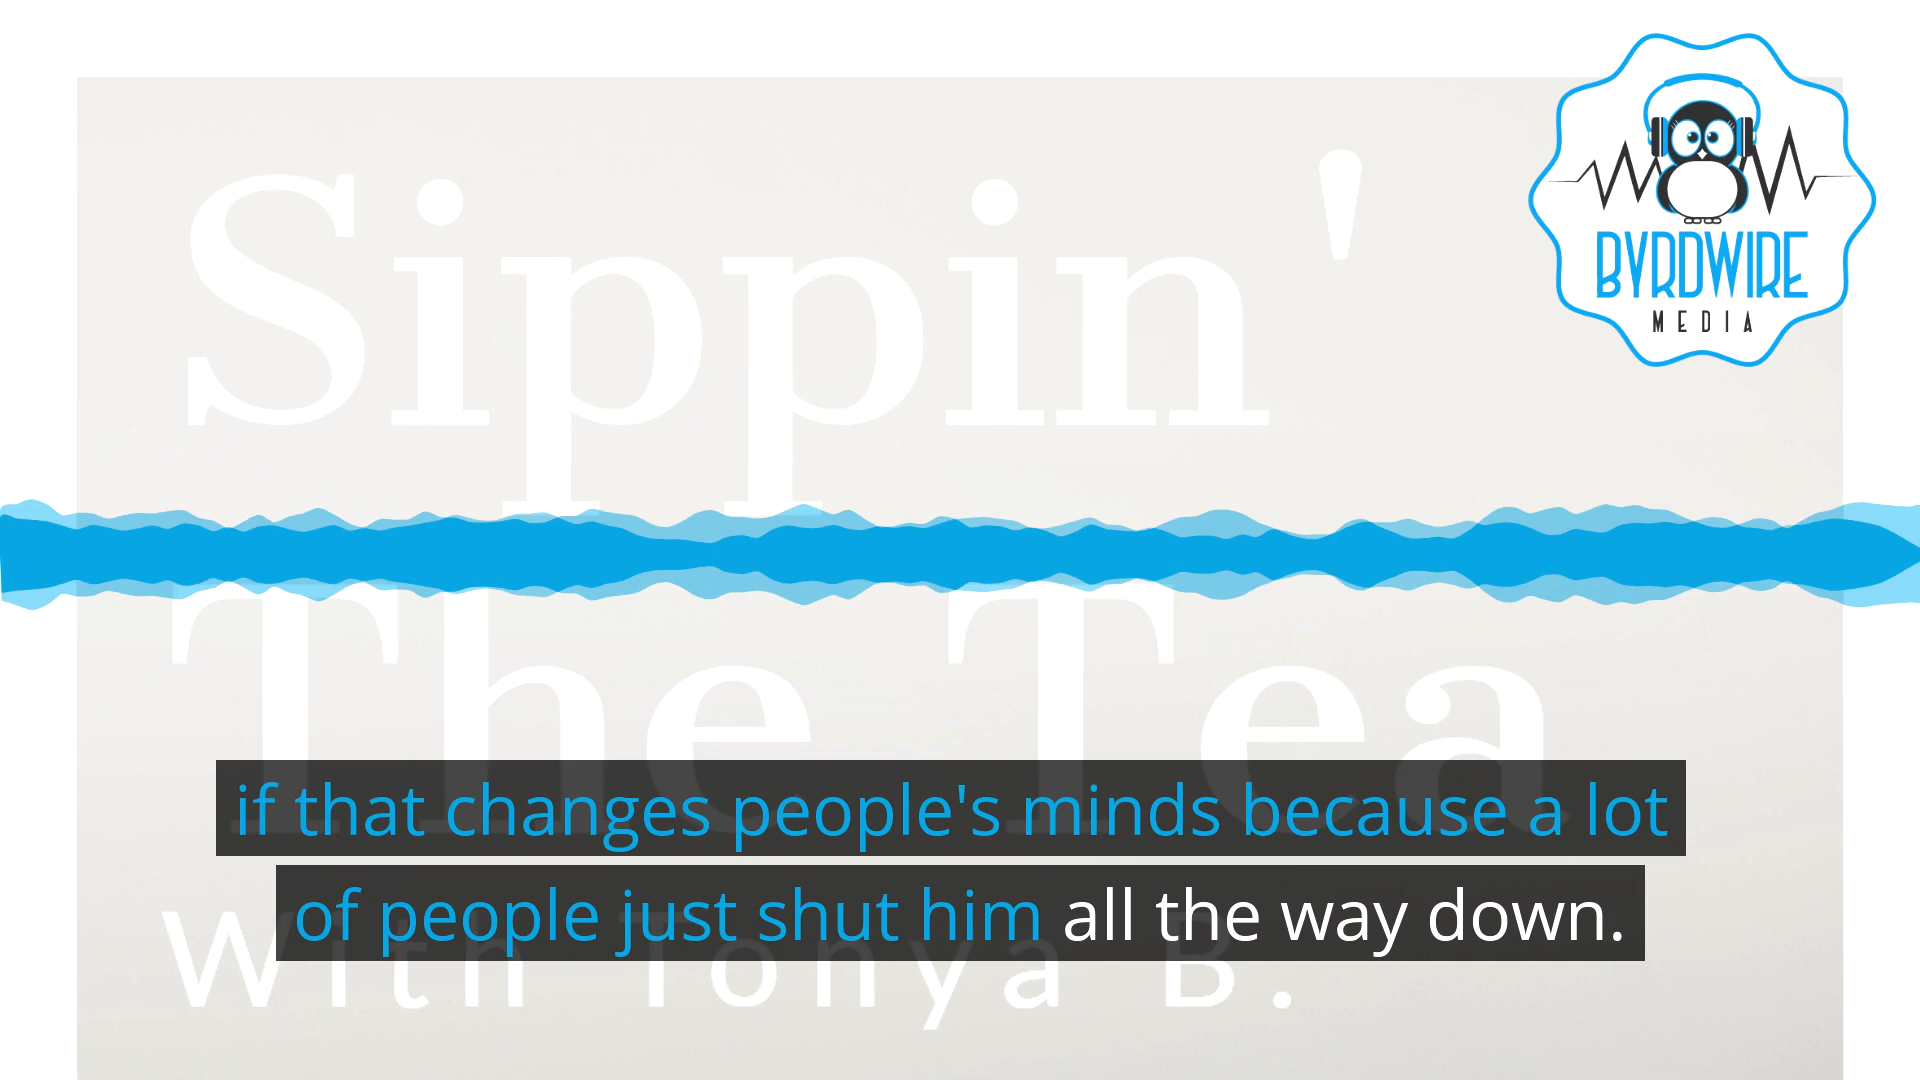 Sippin'
BYRDWIRE
MEDIA
The Tea
if that changes people's minds because a lot
of people just shut him all the way down.
With Tonya B.